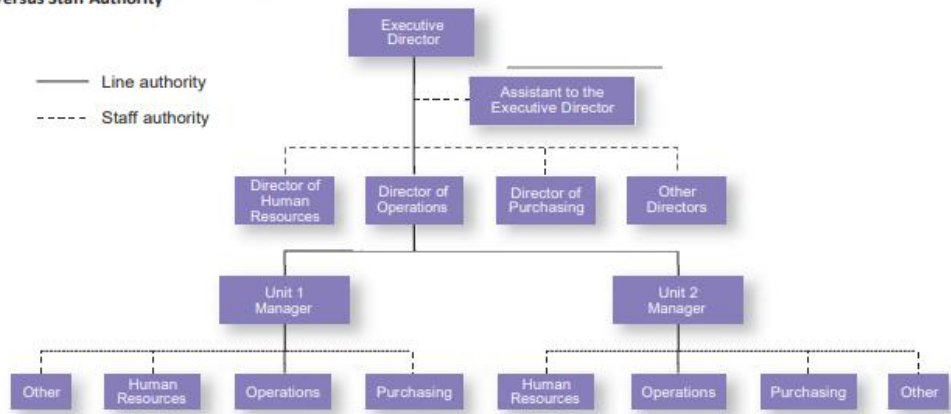 Versus Staff Authority
Executive
Director
Line authority
Assistant to the
Executive Director
Staff authority
Director of
Human
Resources
Director of
Operations
Director of
Purchasing
Other
Directors
Unit 1
Manager
Unit 2
Manager
Other
Human
Resources
Operations
Purchasing
Human
Resources
Operations
Purchasing
Other